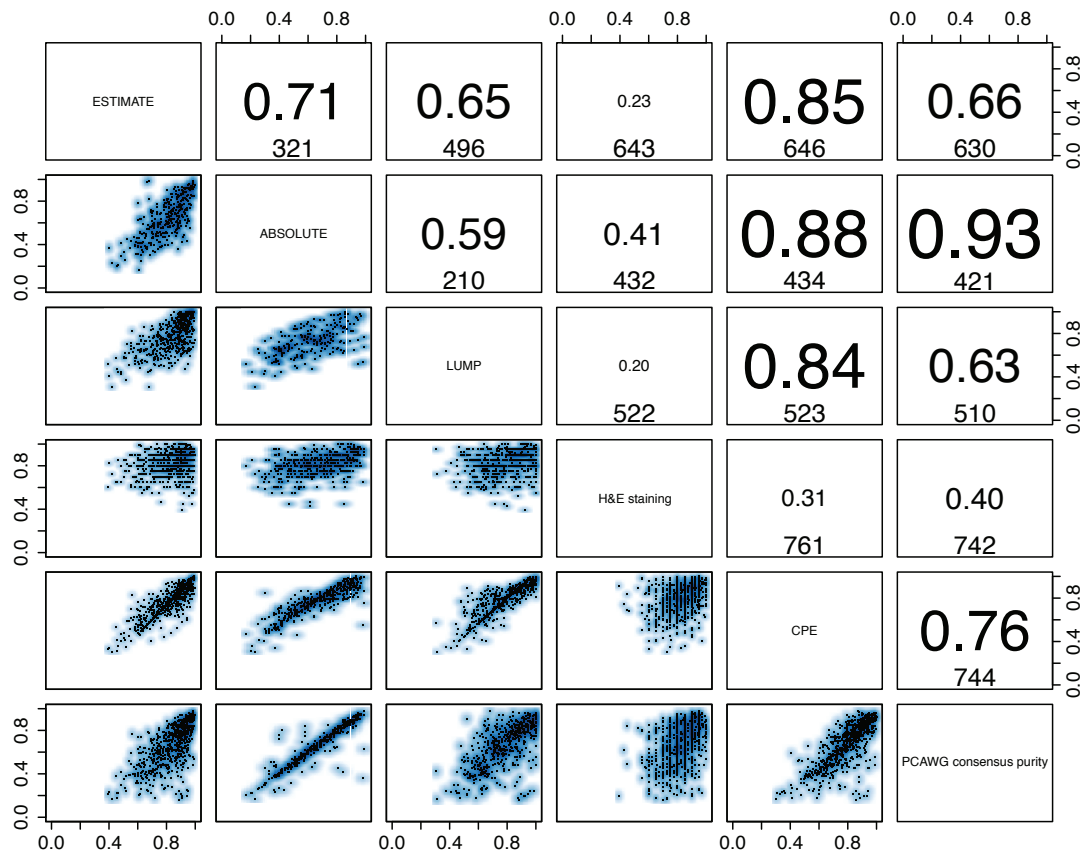 0.0 0.4 0.8 0.0 0.4 0.8 0.0 0.4 0.8
ESTIMATE 0.71 0.65 0.23 0.85 0.66 0.0 0.4 0.8
321 496 643 646 630
0.0 0.4 0.8 ABSOLUTE 0.59 0.41 0.88 0.93
210 432 434 421
LUMP 0.20 0.84 0.63 0.0 0.4 0.8
522 523 510
0.0 0.4 0.8 H&E staining 0.31 0.40
761 742
CPE 0.76 0.0 0.4 0.8
744
0.0 0.4 0.8 PCAWG consensus purity
0.0 0.4 0.8 0.0 0.4 0.8 0.0 0.4 0.8